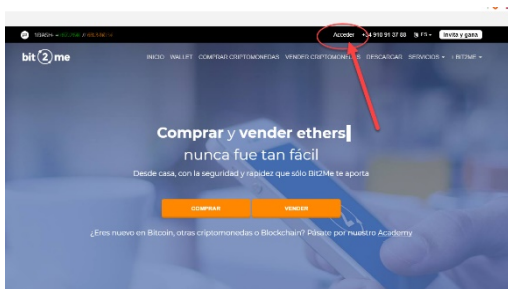 Acceder +34 910 91 37 88 ES Invita y gana
bit2me INICIO WALLET COMPRAR CRIPTOMONEDAS VENDER CRIPTOMONEDAS DESCARGAR SERVICIOS BIT2ME
Comprar y vender ethers
nunca fue tan fácil
Desde casa, con la seguridad y rapidez que sólo Bit2Me te aporta
COMPRAR VENDER
¿Eres nuevo en Bitcoin, otras criptomonedas o Blockchain? Pásate por nuestro Academy